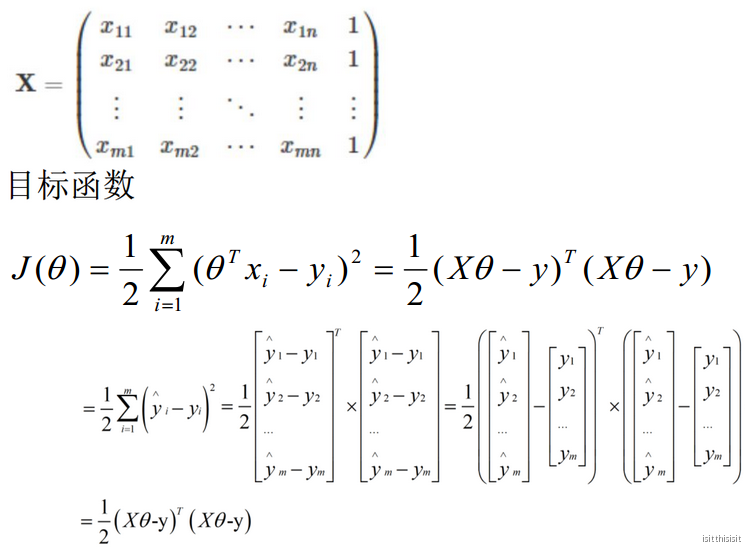 X = ( x11 x12 ⋯ x1n 1
x21 x22 ⋯ x2n 1
⋮ ⋮ ⋱ ⋮ ⋮
xm1 xm2 ⋯ xmn 1 )
目标函数
J(θ) = 1/2 ∑_{i=1}^{m} (θ^T x_i − y_i)^2 = 1/2 (Xθ − y)^T (Xθ − y)
= 1/2 ∑_{i=1}^{m} (ŷ_i − y_i)^2 = 1/2 [ŷ1 − y1 ŷ2 − y2 ... ŷm − ym]^T × [ŷ1 − y1 ŷ2 − y2 ... ŷm − ym] = 1/2 ([ŷ1 ŷ2 ... ŷm] − [y1 y2 ... ym])^T × ([ŷ1 ŷ2 ... ŷm] − [y1 y2 ... ym])
= 1/2 (Xθ-y)^T (Xθ-y)
isitthisisit